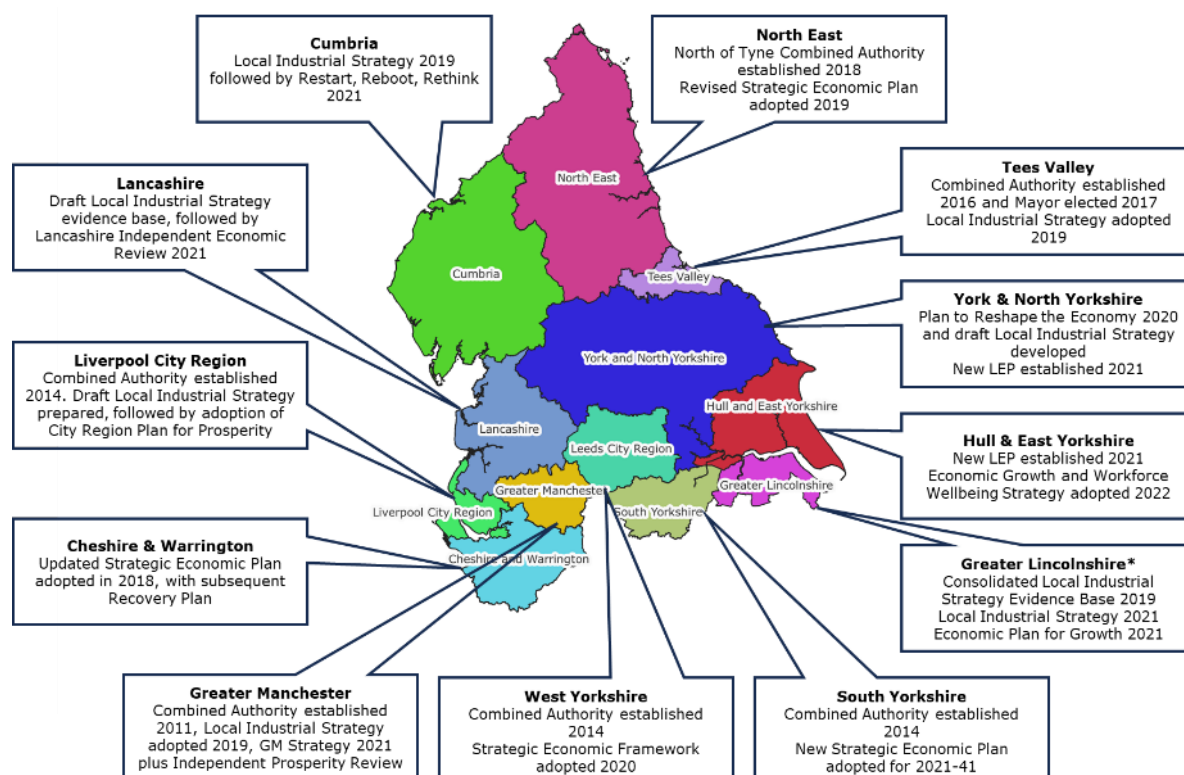 Cumbria
Local Industrial Strategy 2019
followed by Restart, Reboot, Rethink
2021
North East
North of Tyne Combined Authority
established 2018
Revised Strategic Economic Plan
adopted 2019
Lancashire
Draft Local Industrial Strategy
evidence base, followed by
Lancashire Independent Economic
Review 2021
Tees Valley
Combined Authority established
2016 and Mayor elected 2017
Local Industrial Strategy adopted
2019
York & North Yorkshire
Plan to Reshape the Economy 2020
and draft Local Industrial Strategy
developed
New LEP established 2021
Liverpool City Region
Combined Authority established
2014. Draft Local Industrial Strategy
prepared, followed by adoption of
City Region Plan for Prosperity
Hull & East Yorkshire
New LEP established 2021
Economic Growth and Workforce
Wellbeing Strategy adopted 2022
Cheshire & Warrington
Updated Strategic Economic Plan
adopted in 2018, with subsequent
Recovery Plan
Greater Lincolnshire*
Consolidated Local Industrial
Strategy Evidence Base 2019
Local Industrial Strategy 2021
Economic Plan for Growth 2021
Greater Manchester
Combined Authority established
2011, Local Industrial Strategy
adopted 2019, GM Strategy 2021
plus Independent Prosperity Review
West Yorkshire
Combined Authority established
2014
Strategic Economic Framework
adopted 2020
South Yorkshire
Combined Authority established
2014
New Strategic Economic Plan
adopted for 2021-41
North East
Cumbria
Tees Valley
York and North Yorkshire
Hull and East Yorkshire
Lancashire
Leeds City Region
Greater Manchester
Greater Lincolnshire
Liverpool City Region
South Yorkshire
Cheshire and Warrington